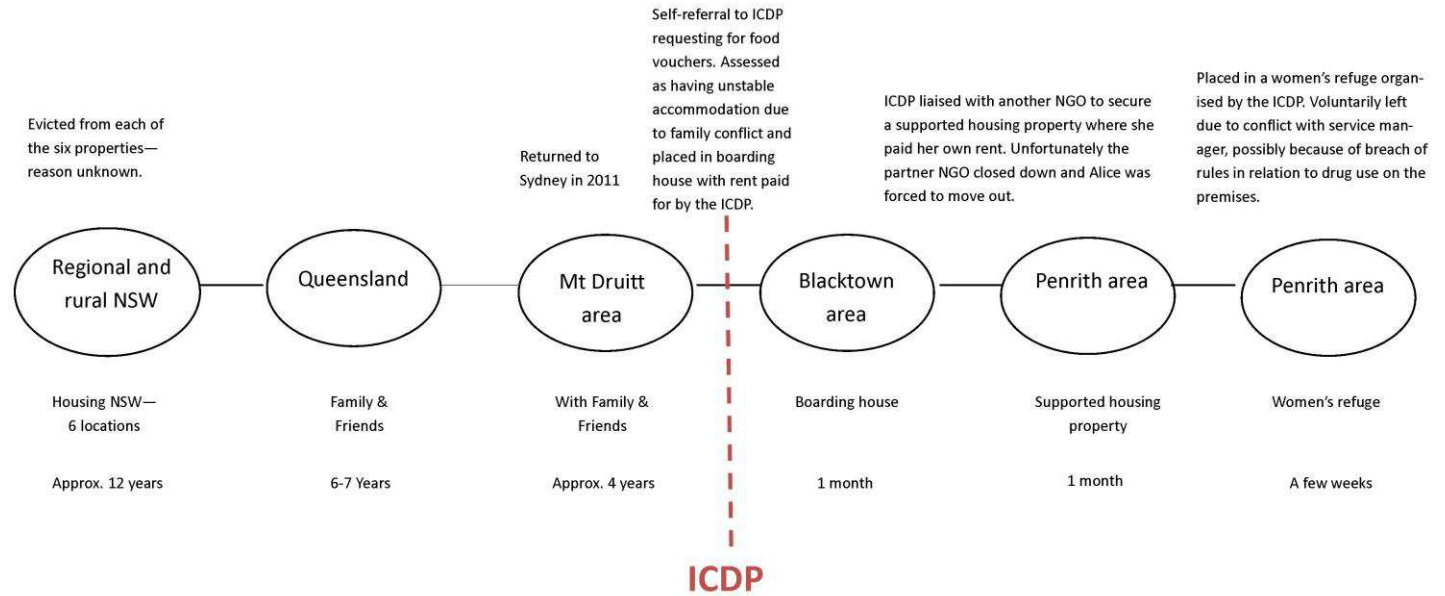 Evicted from each of
the six properties—
reason unknown.
Returned to
Sydney in 2011
Self-referral to ICDP
requesting for food
vouchers. Assessed
as having unstable
accommodation due
to family conflict and
placed in boarding
house with rent paid
for by the ICDP.
ICDP liaised with another NGO to secure
a supported housing property where she
paid her own rent. Unfortunately the
partner NGO closed down and Alice was
forced to move out.
Placed in a women's refuge organ-
ised by the ICDP. Voluntarily left
due to conflict with service man-
ager, possibly because of breach of
rules in relation to drug use on the
premises.
Regional and
rural NSW
Queensland
Mt Druitt
area
Blacktown
area
Penrith area
Penrith area
Housing NSW—
6 locations
Family &
Friends
With Family &
Friends
Boarding house
Supported housing
property
Women's refuge
Approx. 12 years
6-7 Years
Approx. 4 years
1 month
1 month
A few weeks
ICDP